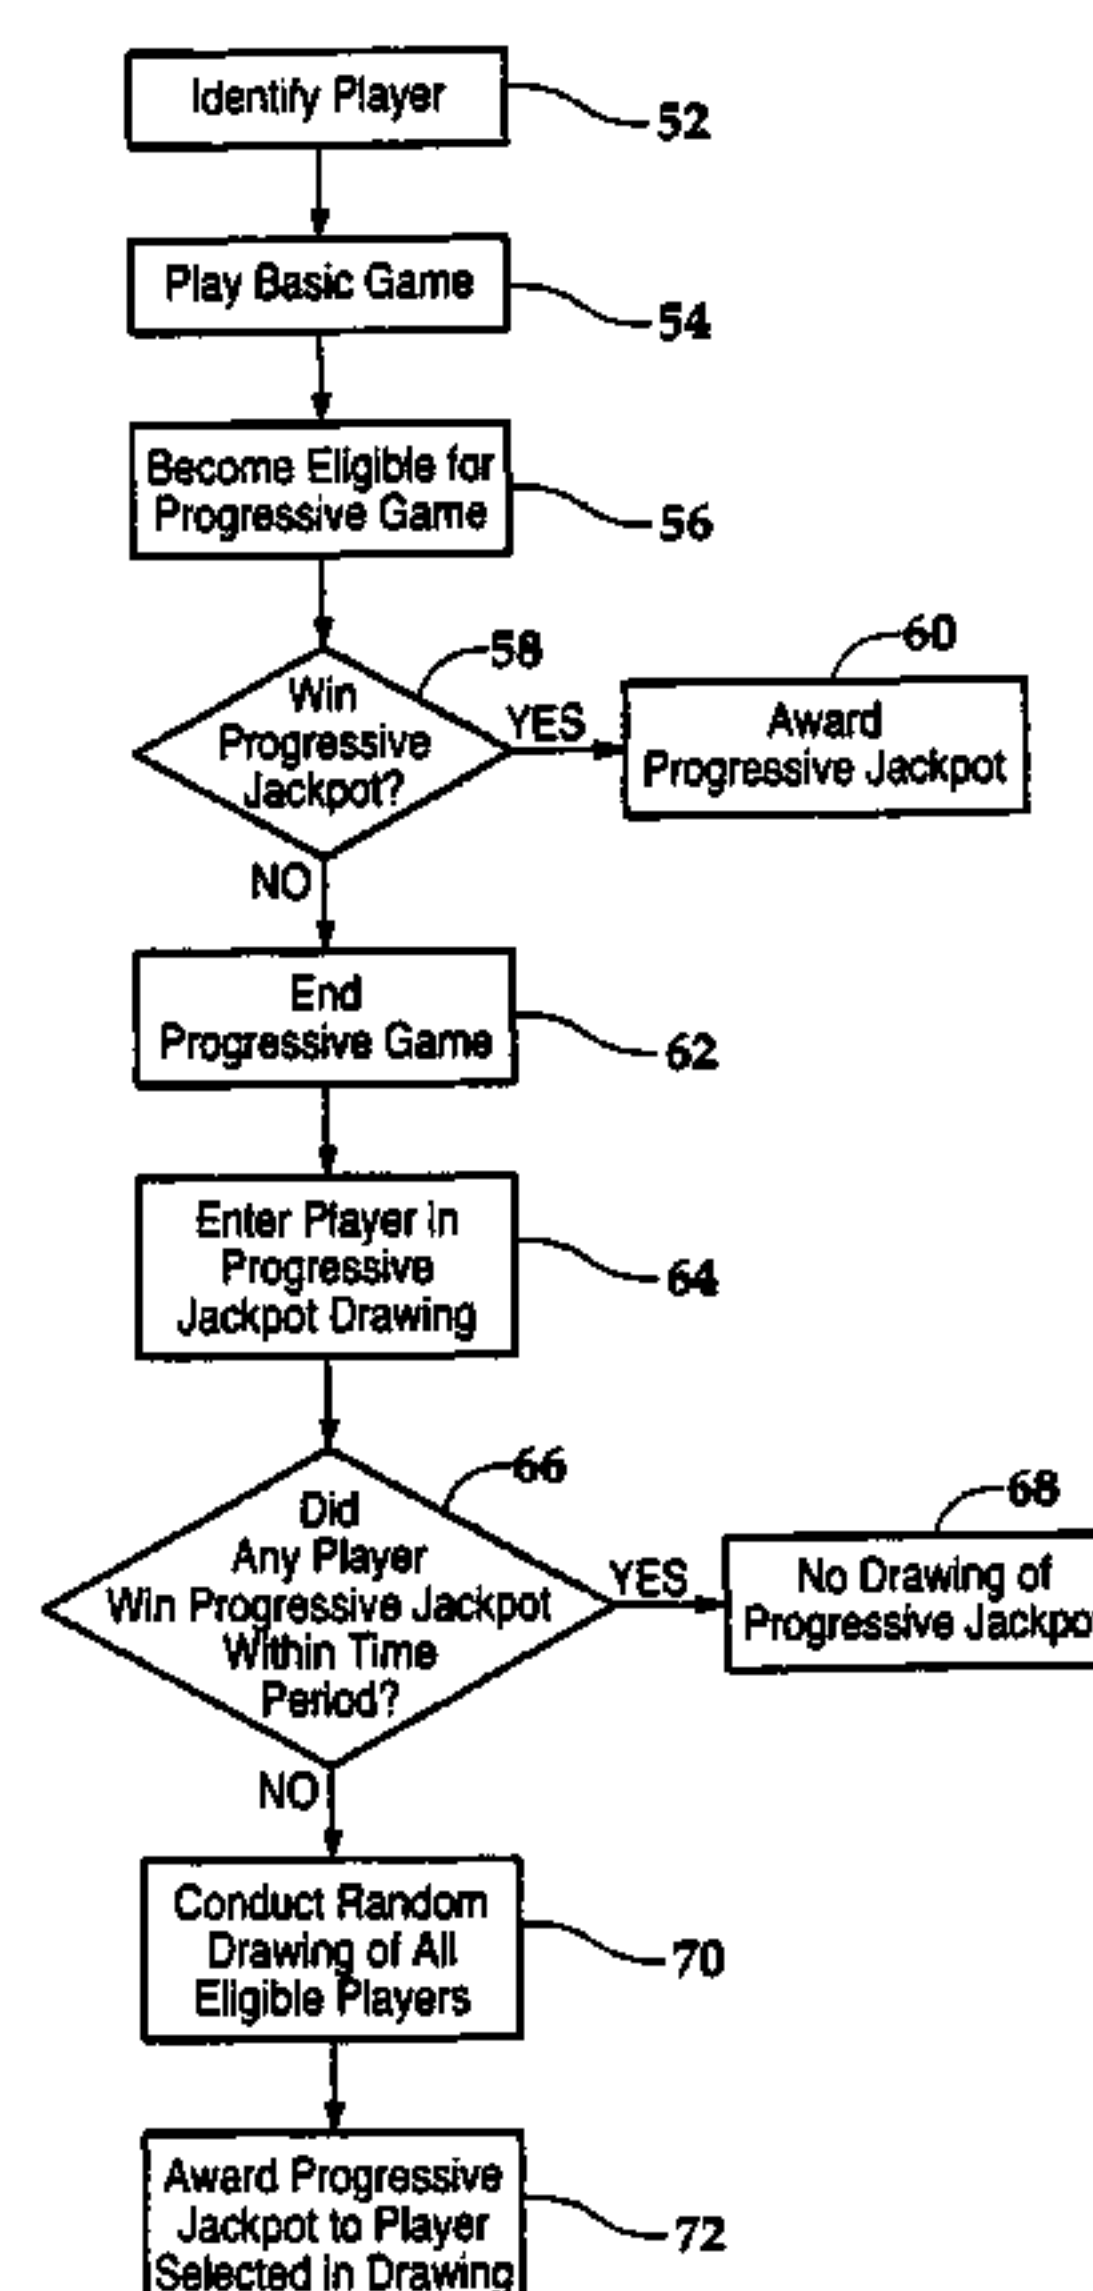 Identify Player
52
Play Basic Game
54
Become Eligible for
Progressive Game
56
58
Win
Progressive
Jackpot?
YES
60
Award
Progressive Jackpot
NO
End
Progressive Game
62
Enter Player in
Progressive
Jackpot Drawing
64
66
Did
Any Player
Win Progressive Jackpot
Within Time
Period?
YES
68
No Drawing of
Progressive Jackpo
NO
Conduct Random
Drawing of All
Eligible Players
70
Award Progressive
Jackpot to Player
Selected in Drawing
72